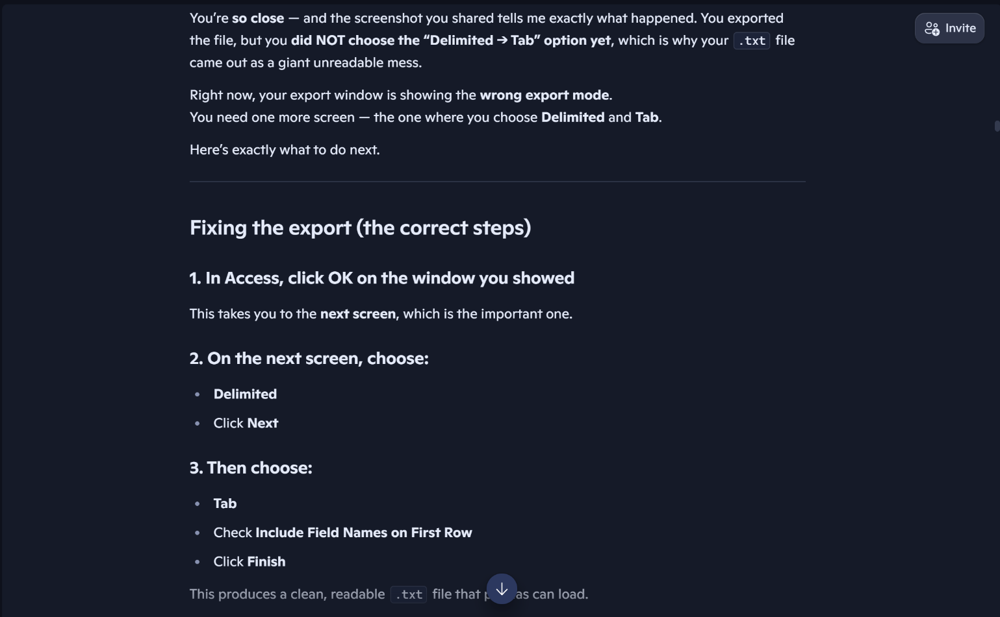 You're so close — and the screenshot you shared tells me exactly what happened. You exported
Invite
the file, but you did NOT choose the “Delimited → Tab” option yet, which is why your .txt file
came out as a giant unreadable mess.
Right now, your export window is showing the wrong export mode.
You need one more screen — the one where you choose Delimited and Tab.
Here's exactly what to do next.
Fixing the export (the correct steps)
1. In Access, click OK on the window you showed
This takes you to the next screen, which is the important one.
2. On the next screen, choose:
• Delimited
• Click Next
3. Then choose:
• Tab
• Check Include Field Names on First Row
• Click Finish
This produces a clean, readable .txt file that can load.